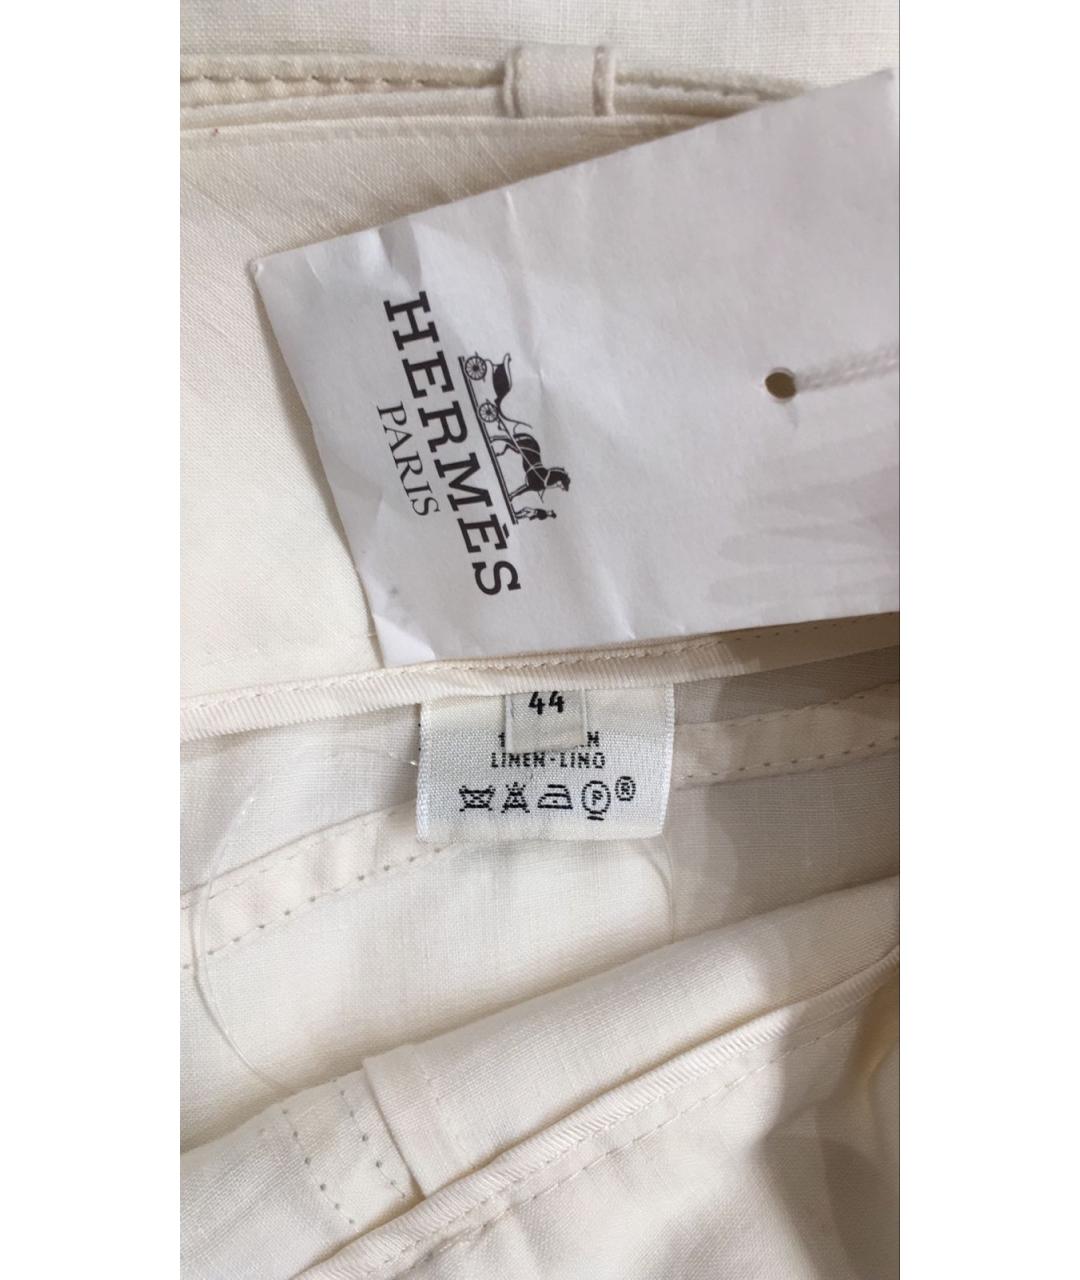 HERMÈS
PARIS
44
LINEN-LINO
P ®